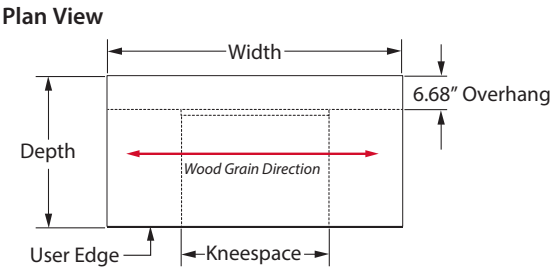 Plan View
Width
6.68” Overhang
Depth
Wood Grain Direction
User Edge
Kneespace